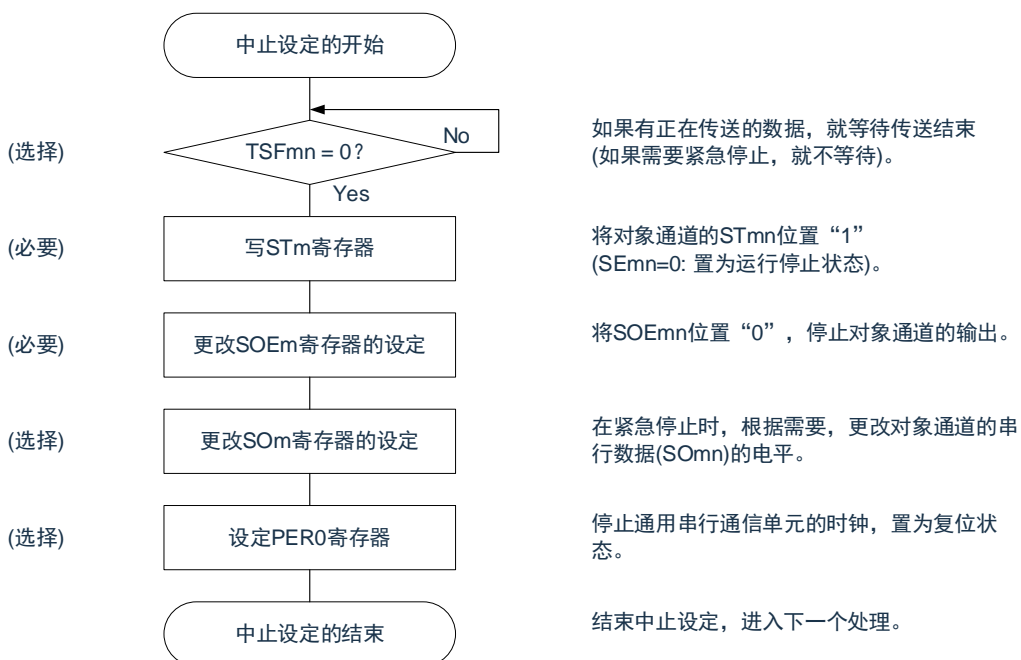 中止设定的开始
No
如果有正在传送的数据，就等待传送结束
(选择)
TSFmn = 0?
(如果需要紧急停止，就不等待)。
Yes
(必要)
写STm寄存器
将对象通道的STmn位置“1”
(SEmn=0: 置为运行停止状态)。
(必要)
更改SOEm寄存器的设定
将SOEmn位置“0”，停止对象通道的输出。
(选择)
更改SOm寄存器的设定
在紧急停止时，根据需要，更改对象通道的串
行数据(SOmn)的电平。
(选择)
设定PER0寄存器
停止通用串行通信单元的时钟，置为复位状
态。
中止设定的结束
结束中止设定，进入下一个处理。